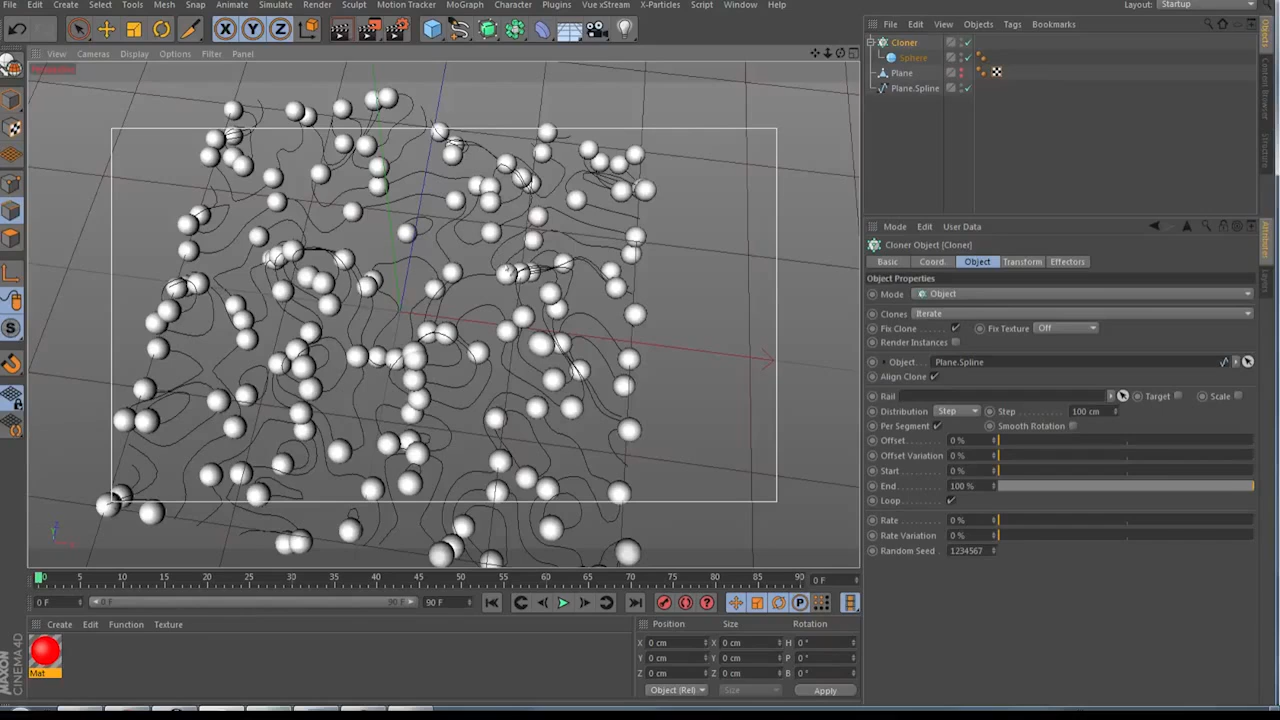 File Edit Create Select Tools Mesh Snap Animate Simulate Render Sculpt Motion Tracker MoGraph Character Plugins Vue xStream X-Particles Script Window Help Layout: Startup
X Y Z
View Cameras Display Options Filter Panel
File Edit View Objects Tags Bookmarks
Cloner
Sphere
Plane
Plane.Spline
Objects
Content Browser
Structure
Mode Edit User Data
Cloner Object [Cloner]
Basic Coord. Object Transform Effectors
Object Properties
Mode Object
Clones Iterate
Fix Clone Fix Texture Off
Render Instances
Object Plane.Spline
Align Clone
Rail Target Scale
Distribution Step Step 100 cm
Per Segment Smooth Rotation
Offset 0 %
Offset Variation 0 %
Start 0 %
End 100 %
Loop
Rate 0 %
Rate Variation 0 %
Random Seed 1234567
Attributes
Layers
0 5 10 15 20 25 30 35 40 45 50 55 60 65 70 75 80 85 90 0 F
0 F 0 F 90 F 90 F
Create Edit Function Texture
Mat
Position Size Rotation
X 0 cm X 0 cm H 0 °
Y 0 cm Y 0 cm P 0 °
Z 0 cm Z 0 cm B 0 °
Object (Rel) Size Apply
MAXON
CINEMA 4D